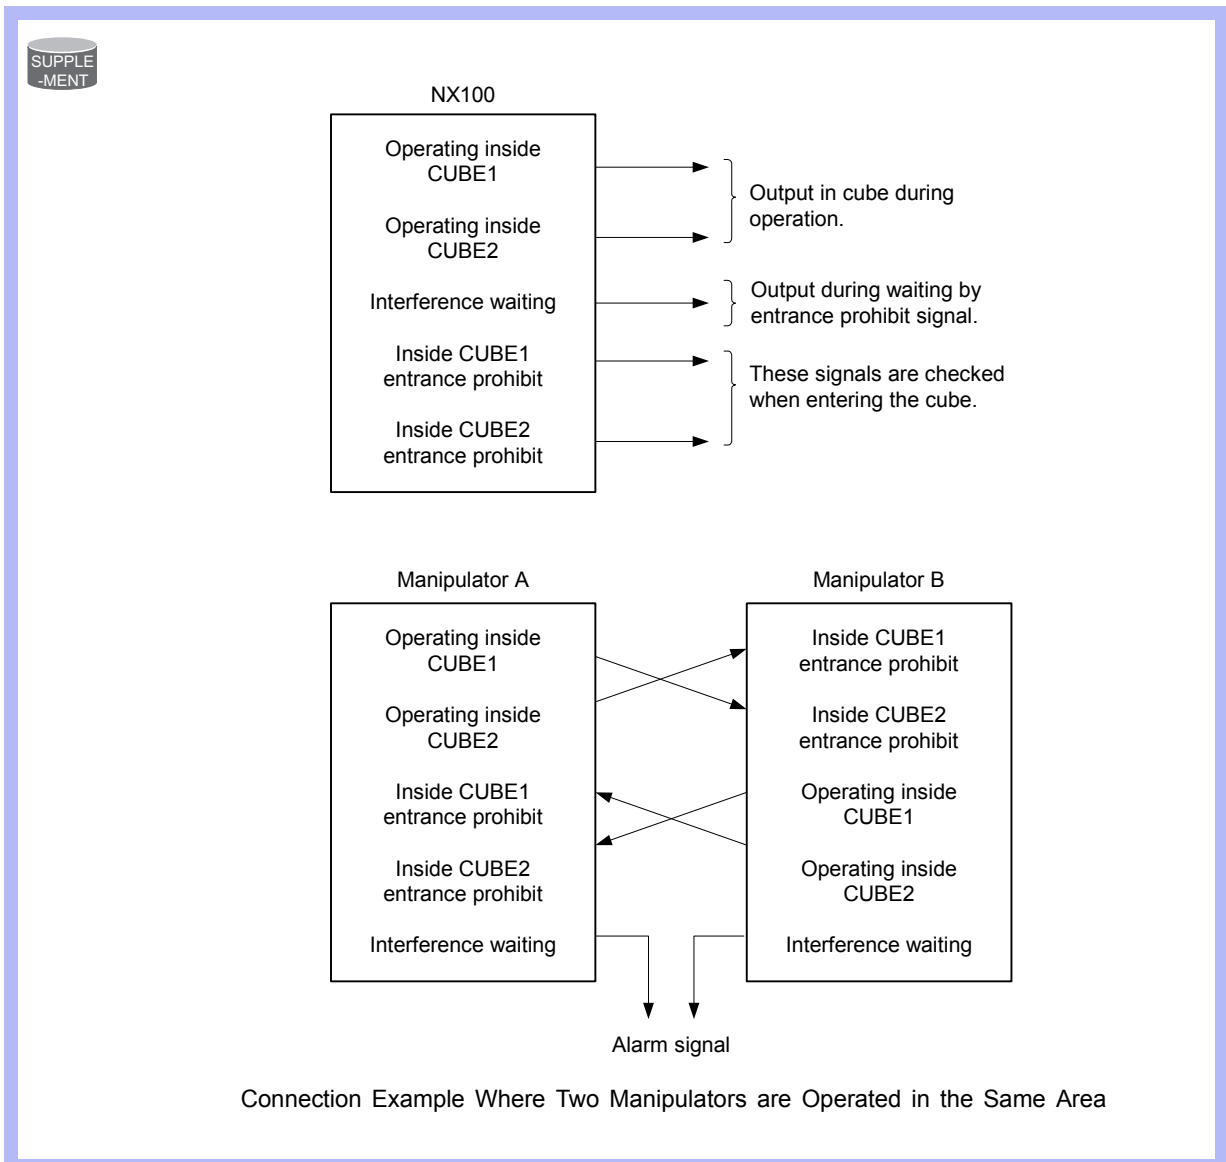 SUPPLE
-MENT
NX100
Operating inside
CUBE1
Operating inside
CUBE2
Interference waiting
Inside CUBE1
entrance prohibit
Inside CUBE2
entrance prohibit
Output in cube during
operation.
Output during waiting by
entrance prohibit signal.
These signals are checked
when entering the cube.
Manipulator A
Operating inside
CUBE1
Operating inside
CUBE2
Inside CUBE1
entrance prohibit
Inside CUBE2
entrance prohibit
Interference waiting
Manipulator B
Inside CUBE1
entrance prohibit
Inside CUBE2
entrance prohibit
Operating inside
CUBE1
Operating inside
CUBE2
Interference waiting
Alarm signal
Connection Example Where Two Manipulators are Operated in the Same Area